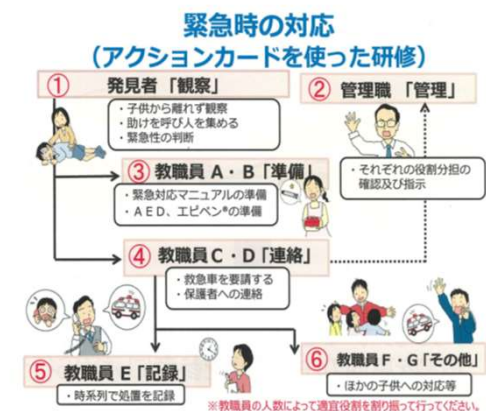 緊急時の対応
（アクションカードを使った研修）
① 発見者 「観察」
・子供から離れず観察
・助けを呼び人を集める
・緊急性の判断
② 管理職 「管理」
・それぞれの役割分担の
確認及び指示
③ 教職員 A・B「準備」
・緊急対応マニュアルの準備
・AED、エピペン®の準備
④ 教職員C・D「連絡」
・救急車を要請する
・保護者への連絡
⑤ 教職員 E「記録」
・時系列で処置を記録
⑥ 教職員F・G「その他」
・ほかの子供への対応等
※教職員の人数によって適宜役割を割り振って行ってください。